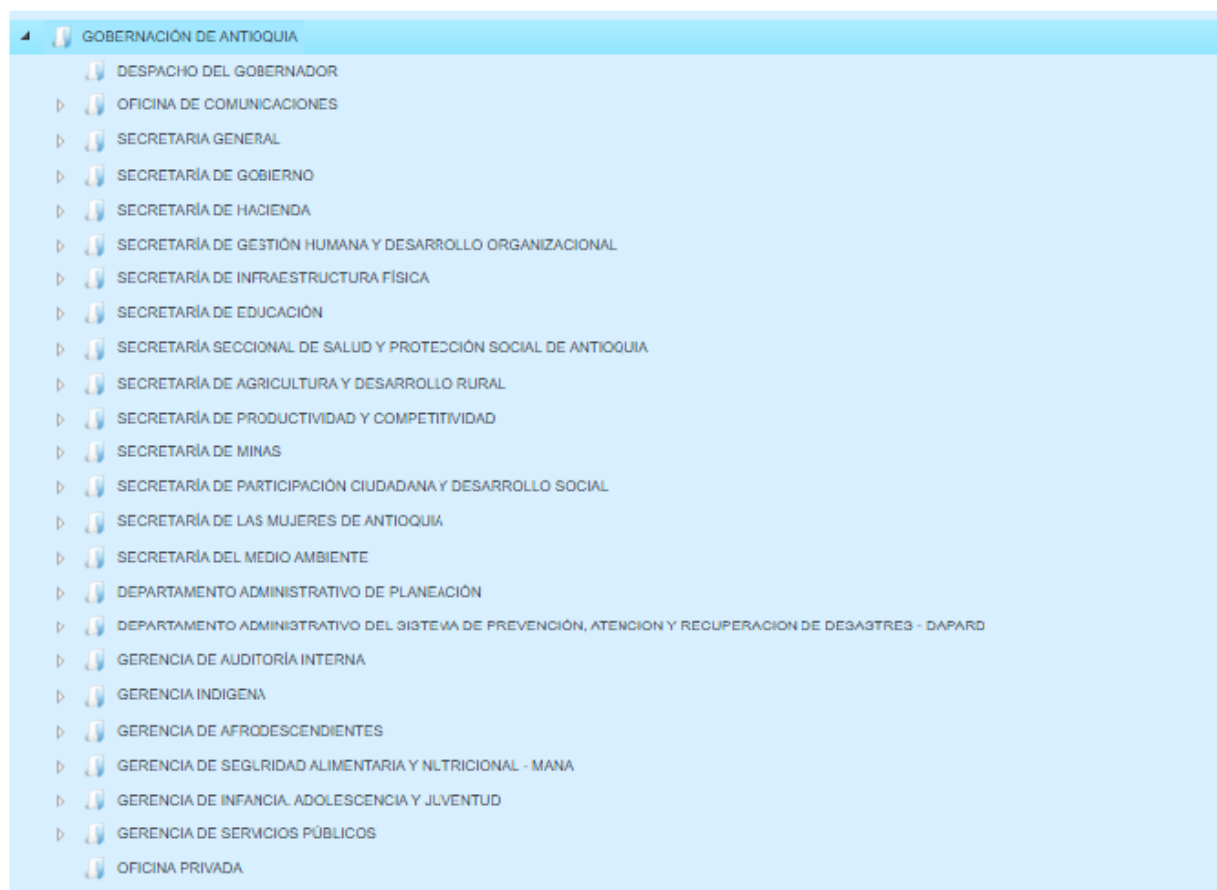 GOBERNACIÓN DE ANTIOQUIA
DESPACHO DEL GOBERNADOR
OFICINA DE COMUNICACIONES
SECRETARIA GENERAL
SECRETARÍA DE GOBIERNO
SECRETARÍA DE HACIENDA
SECRETARÍA DE GESTIÓN HUMANA Y DESARROLLO ORGANIZACIONAL
SECRETARÍA DE INFRAESTRUCTURA FÍSICA
SECRETARÍA DE EDUCACIÓN
SECRETARÍA SECCIONAL DE SALUD Y PROTECCIÓN SOCIAL DE ANTIOQUIA
SECRETARÍA DE AGRICULTURA Y DESARROLLO RURAL
SECRETARÍA DE PRODUCTIVIDAD Y COMPETITIVIDAD
SECRETARÍA DE MINAS
SECRETARÍA DE PARTICIPACIÓN CIUDADANA Y DESARROLLO SOCIAL
SECRETARÍA DE LAS MUJERES DE ANTIOQUIA
SECRETARÍA DEL MEDIO AMBIENTE
DEPARTAMENTO ADMINISTRATIVO DE PLANEACIÓN
DEPARTAMENTO ADMINISTRATIVO DEL SISTEMA DE PREVENCIÓN, ATENCION Y RECUPERACION DE DESASTRES - DAPARD
GERENCIA DE AUDITORÍA INTERNA
GERENCIA INDIGENA
GERENCIA DE AFRODESCENDIENTES
GERENCIA DE SEGURIDAD ALIMENTARIA Y NUTRICIONAL - MANA
GERENCIA DE INFANCIA, ADOLESCENCIA Y JUVENTUD
GERENCIA DE SERVICIOS PÚBLICOS
OFICINA PRIVADA